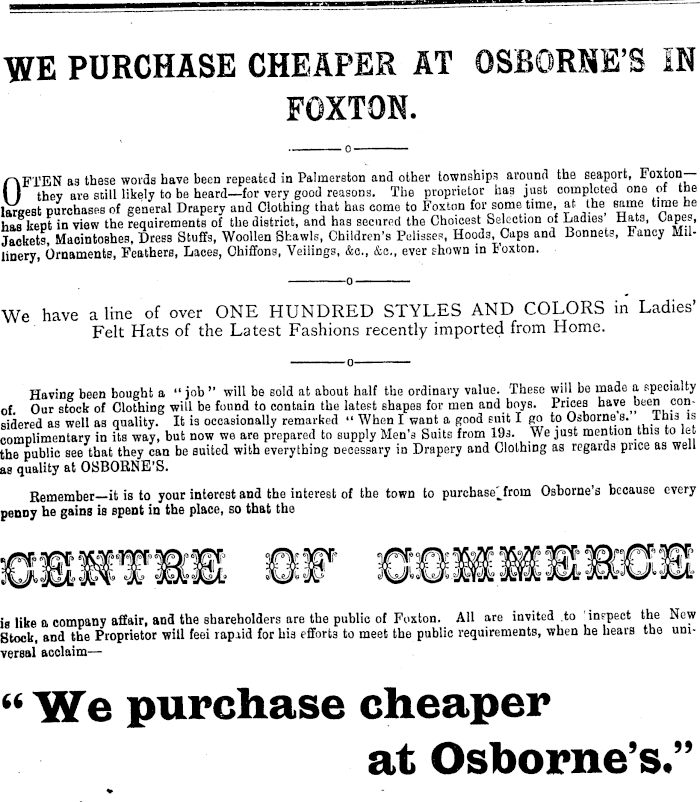 WE PURCHASE CHEAPER AT OSBORNE'S IN
FOXTON.
OFTEN as these words have been repeated in Palmerston and other townships around the seaport, Foxton—
they are still likely to be heard—for very good reasons. The proprietor has just completed one of the
largest purchases of general Drapery and Clothing that has come to Foxton for some time, at the same time he
has kept in view the requirements of the district, and has secured the Choicest Selection of Ladies' Hats, Capes,
Jackets, Macintoshes, Dress Stuffs, Woollen Shawls, Children's Pelisses, Hoods, Caps and Bonnets, Fancy Mil-
linery, Ornaments, Feathers, Laces, Chiffons, Veilings, &c., &c., ever shown in Foxton.
We have a line of over ONE HUNDRED STYLES AND COLORS in Ladies'
Felt Hats of the Latest Fashions recently imported from Home.
Having been bought a "job" will be sold at about half the ordinary value. These will be made a specialty
of. Our stock of Clothing will be found to contain the latest shapes for men and boys. Prices have been con-
sidered as well as quality. It is occasionally remarked "When I want a good suit I go to Osborne's." This is
complimentary in its way, but now we are prepared to supply Men's Suits from 19s. We just mention this to let
the public see that they can be suited with everything necessary in Drapery and Clothing as regards price as well
as quality at OSBORNE'S.
Remember—it is to your interest and the interest of the town to purchase from Osborne's because every
penny he gains is spent in the place, so that the
CENTRE OF COMMERCE
is like a company affair, and the shareholders are the public of Foxton. All are invited to inspect the New
Stock, and the Proprietor will feel rapaid for his efforts to meet the public requirements, when he hears the uni-
versal acclaim—
"We purchase cheaper
at Osborne's."